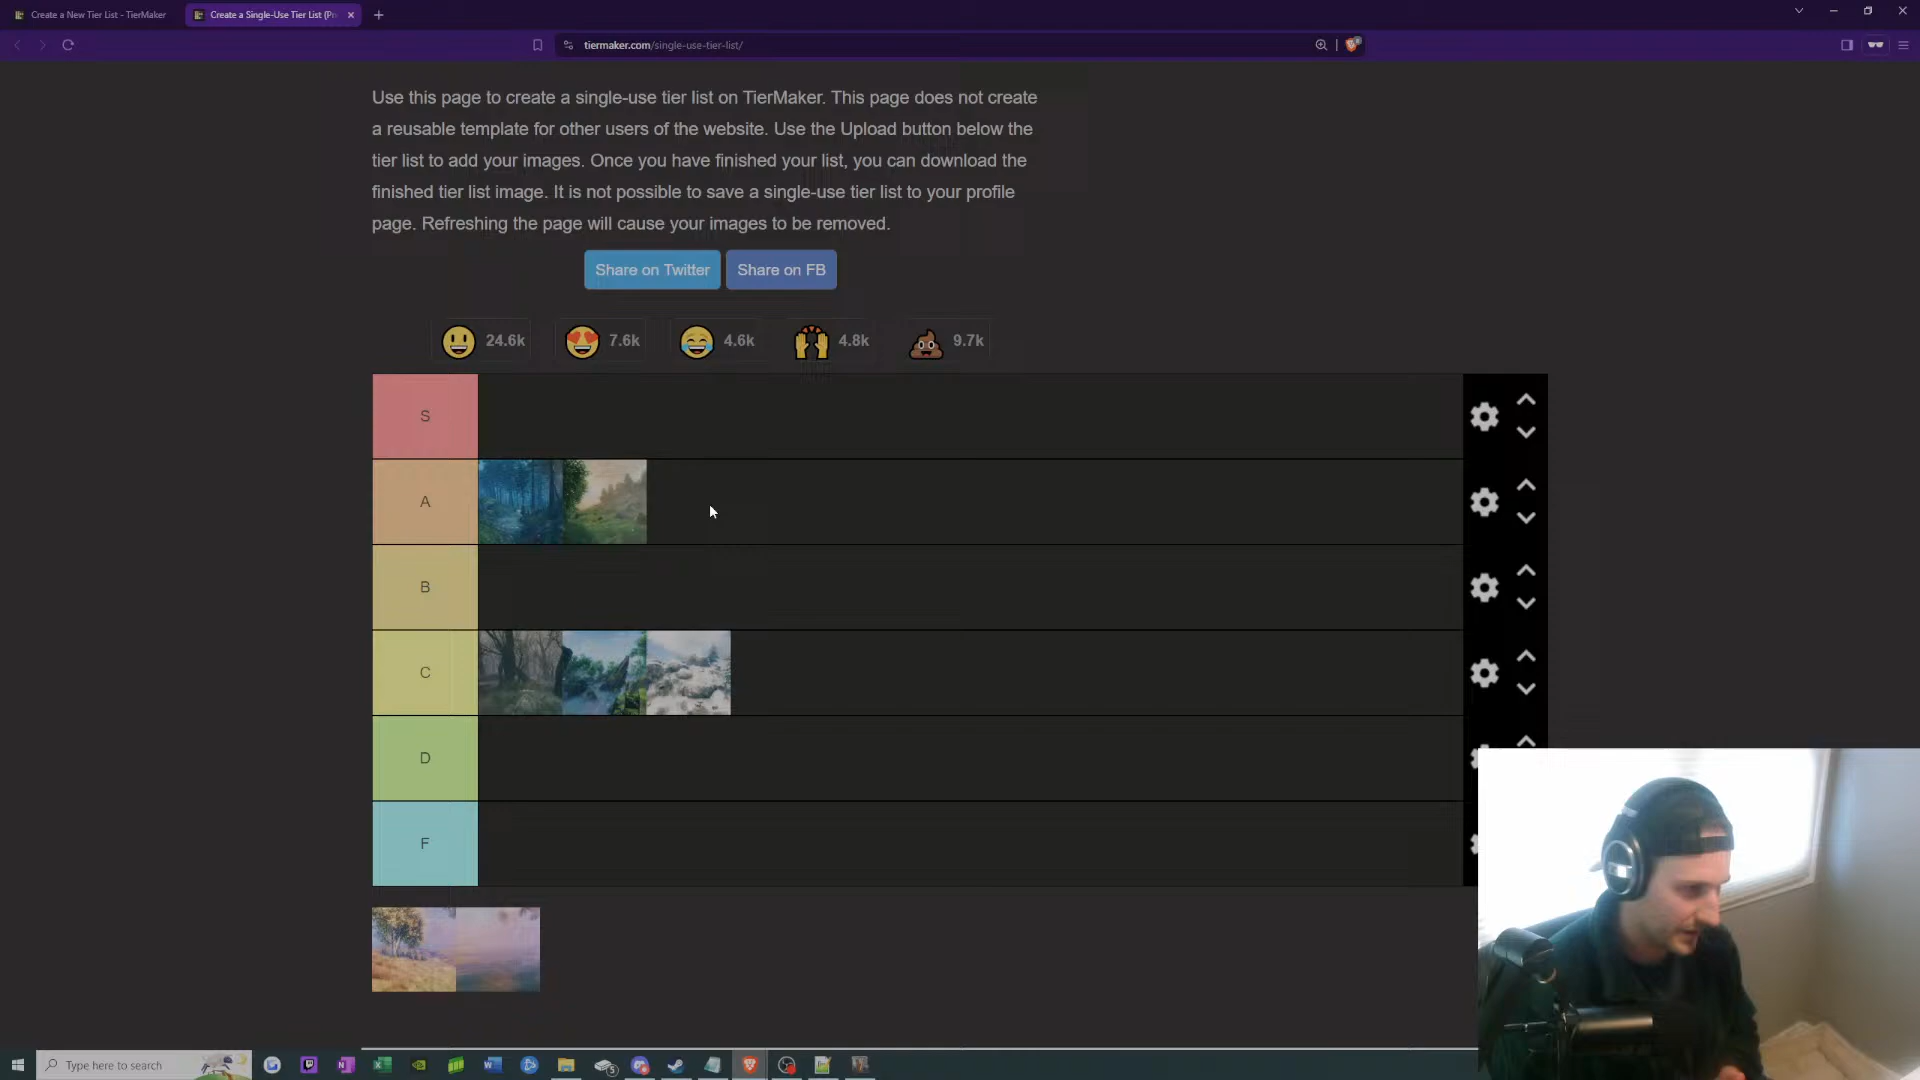 Create a New Tier List - TierMaker
Create a Single-Use Tier List (Pr
tiermaker.com/single-use-tier-list/
Use this page to create a single-use tier list on TierMaker. This page does not create
a reusable template for other users of the website. Use the Upload button below the
tier list to add your images. Once you have finished your list, you can download the
finished tier list image. It is not possible to save a single-use tier list to your profile
page. Refreshing the page will cause your images to be removed.
Share on Twitter Share on FB
24.6k 7.6k 4.6k 4.8k 9.7k
S
A
B
C
D
F
Type here to search
5